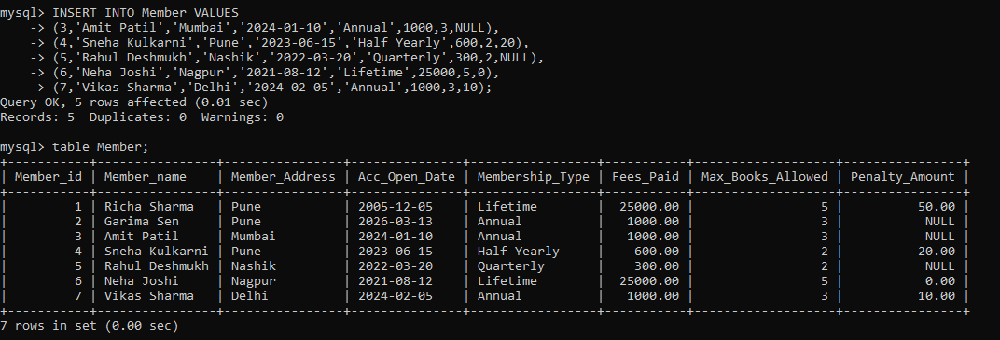 mysql> INSERT INTO Member VALUES
    -> (3,'Amit Patil','Mumbai','2024-01-10','Annual',1000,3,NULL),
    -> (4,'Sneha Kulkarni','Pune','2023-06-15','Half Yearly',600,2,20),
    -> (5,'Rahul Deshmukh','Nashik','2022-03-20','Quarterly',300,2,NULL),
    -> (6,'Neha Joshi','Nagpur','2021-08-12','Lifetime',25000,5,0),
    -> (7,'Vikas Sharma','Delhi','2024-02-05','Annual',1000,3,10);
Query OK, 5 rows affected (0.01 sec)
Records: 5  Duplicates: 0  Warnings: 0

mysql> table Member;
+-----------+----------------+----------------+---------------+-----------------+-----------+-------------------+----------------+
| Member_id | Member_name    | Member_Address | Acc_Open_Date | Membership_Type | Fees_Paid | Max_Books_Allowed | Penalty_Amount |
+-----------+----------------+----------------+---------------+-----------------+-----------+-------------------+----------------+
|         1 | Richa Sharma   | Pune           | 2005-12-05    | Lifetime        |  25000.00 |                 5 |          50.00 |
|         2 | Garima Sen     | Pune           | 2026-03-13    | Annual          |   1000.00 |                 3 |           NULL |
|         3 | Amit Patil     | Mumbai         | 2024-01-10    | Annual          |   1000.00 |                 3 |           NULL |
|         4 | Sneha Kulkarni | Pune           | 2023-06-15    | Half Yearly     |    600.00 |                 2 |          20.00 |
|         5 | Rahul Deshmukh | Nashik         | 2022-03-20    | Quarterly       |    300.00 |                 2 |           NULL |
|         6 | Neha Joshi     | Nagpur         | 2021-08-12    | Lifetime        |  25000.00 |                 5 |           0.00 |
|         7 | Vikas Sharma   | Delhi          | 2024-02-05    | Annual          |   1000.00 |                 3 |          10.00 |
+-----------+----------------+----------------+---------------+-----------------+-----------+-------------------+----------------+
7 rows in set (0.00 sec)